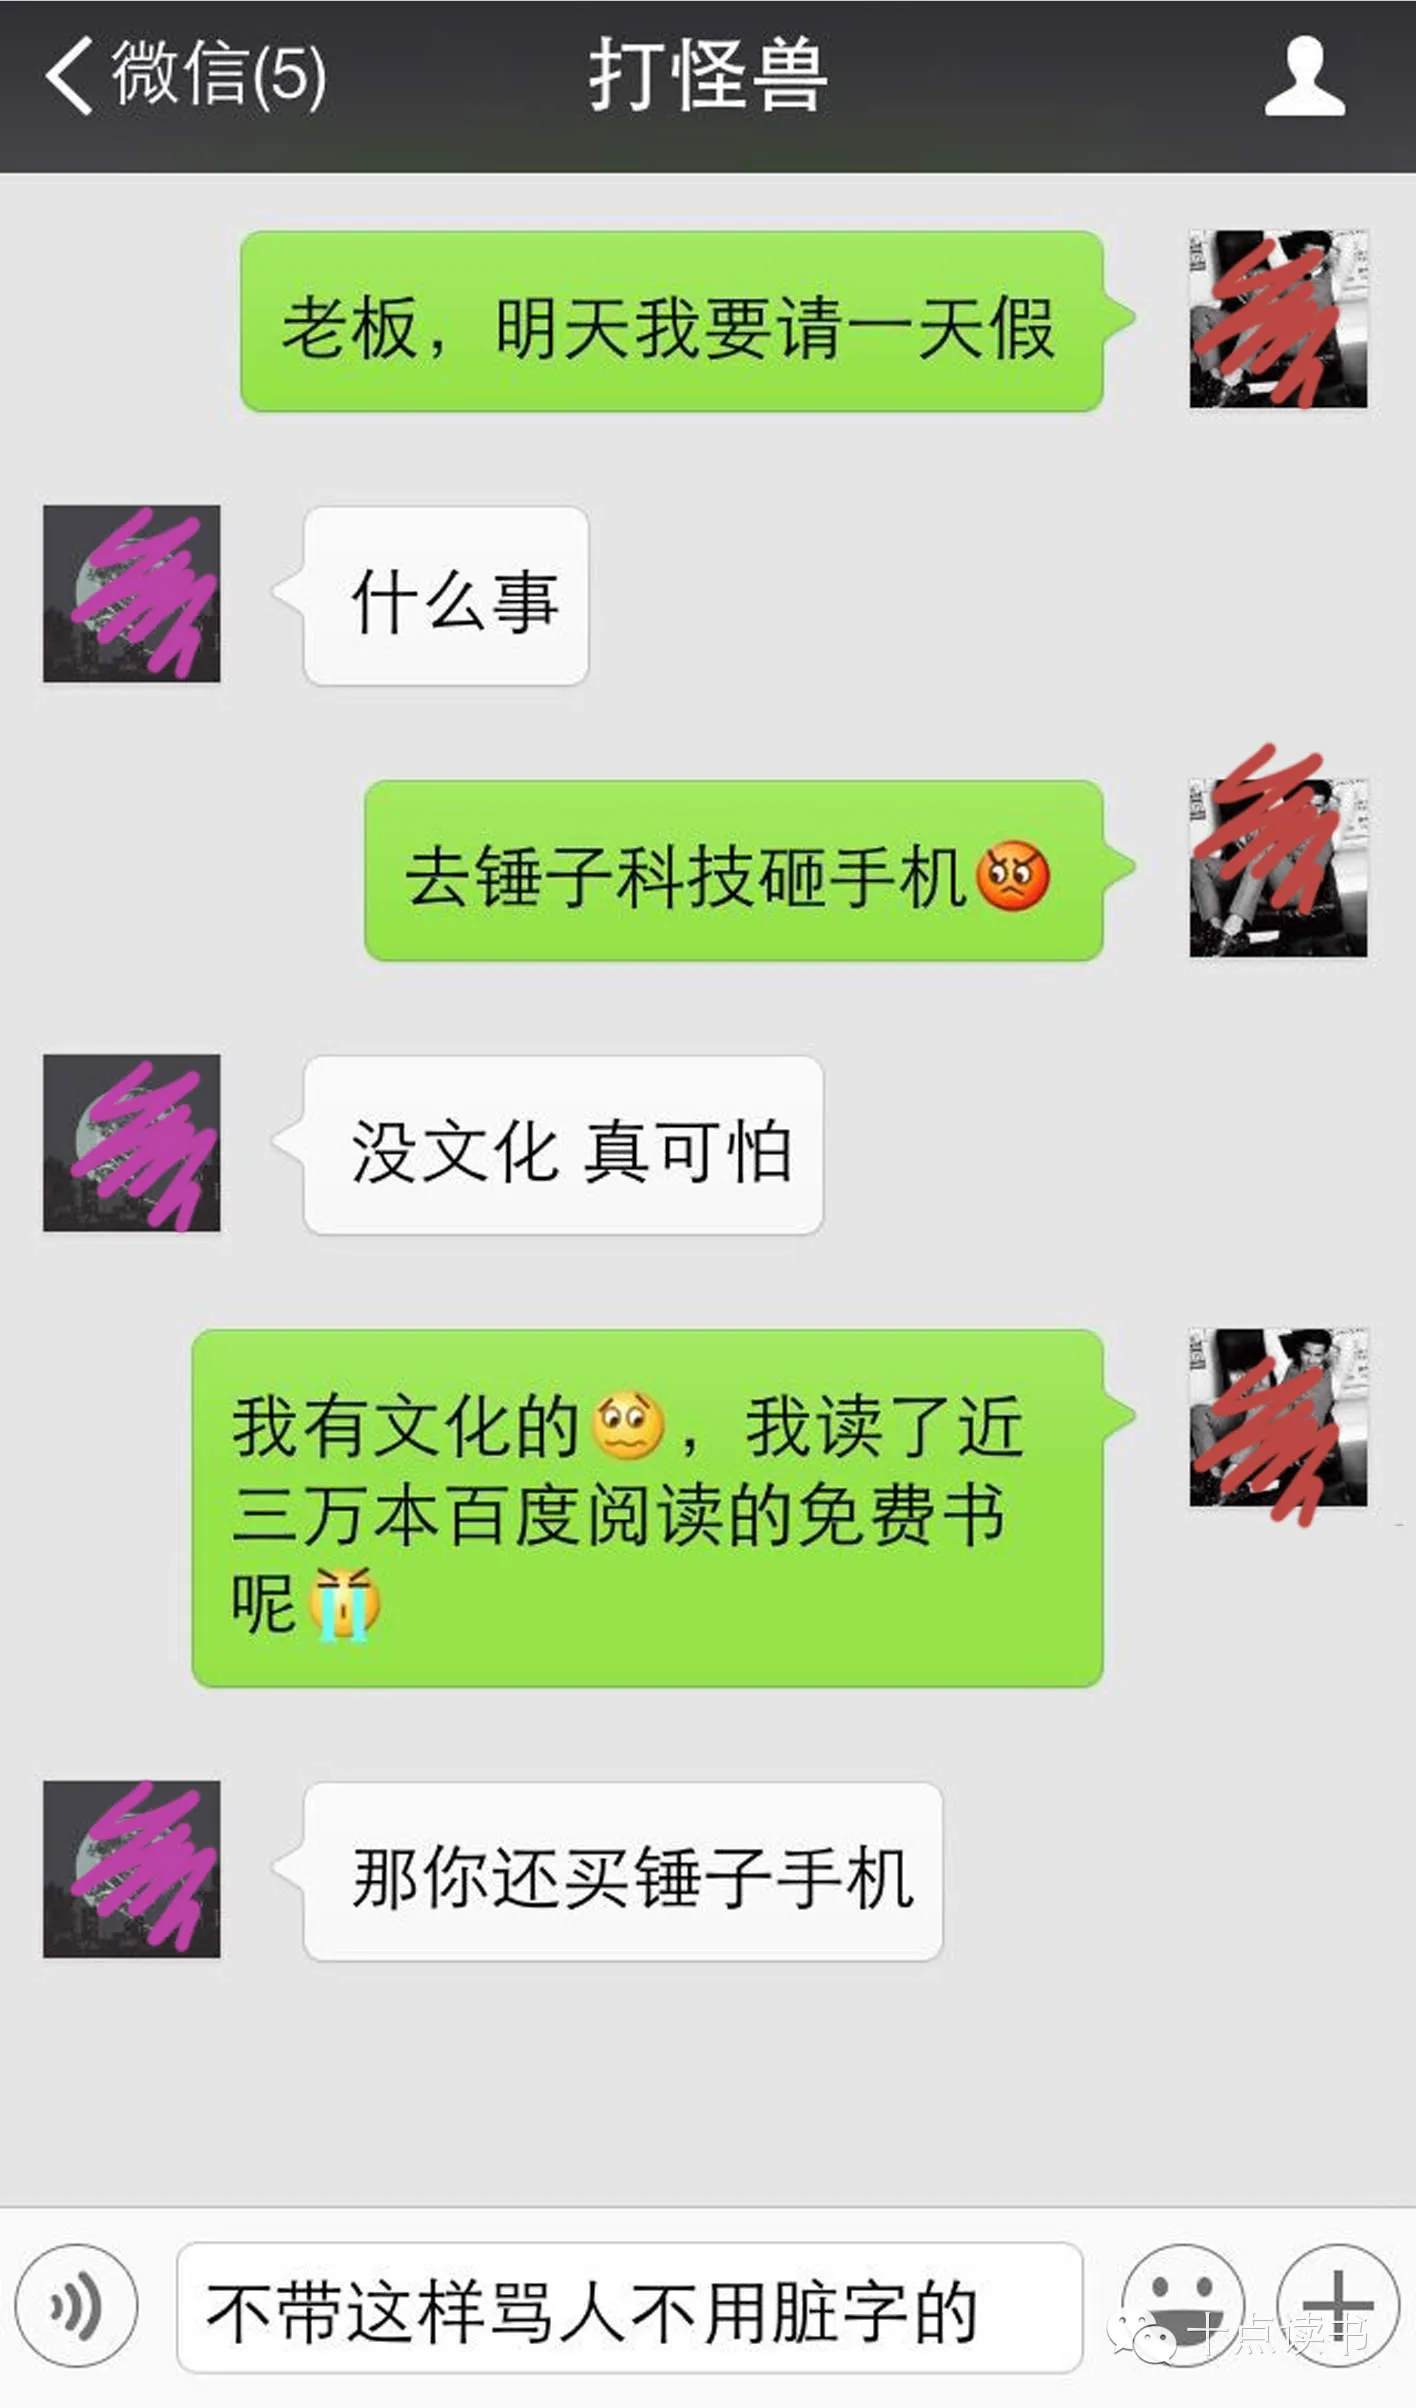 微信(5)
打怪兽
老板，明天我要请一天假
什么事
去锤子科技砸手机
没文化 真可怕
我有文化的，我读了近
三万本百度阅读的免费书
呢
那你还买锤子手机
不带这样骂人不用脏字的
十点读书